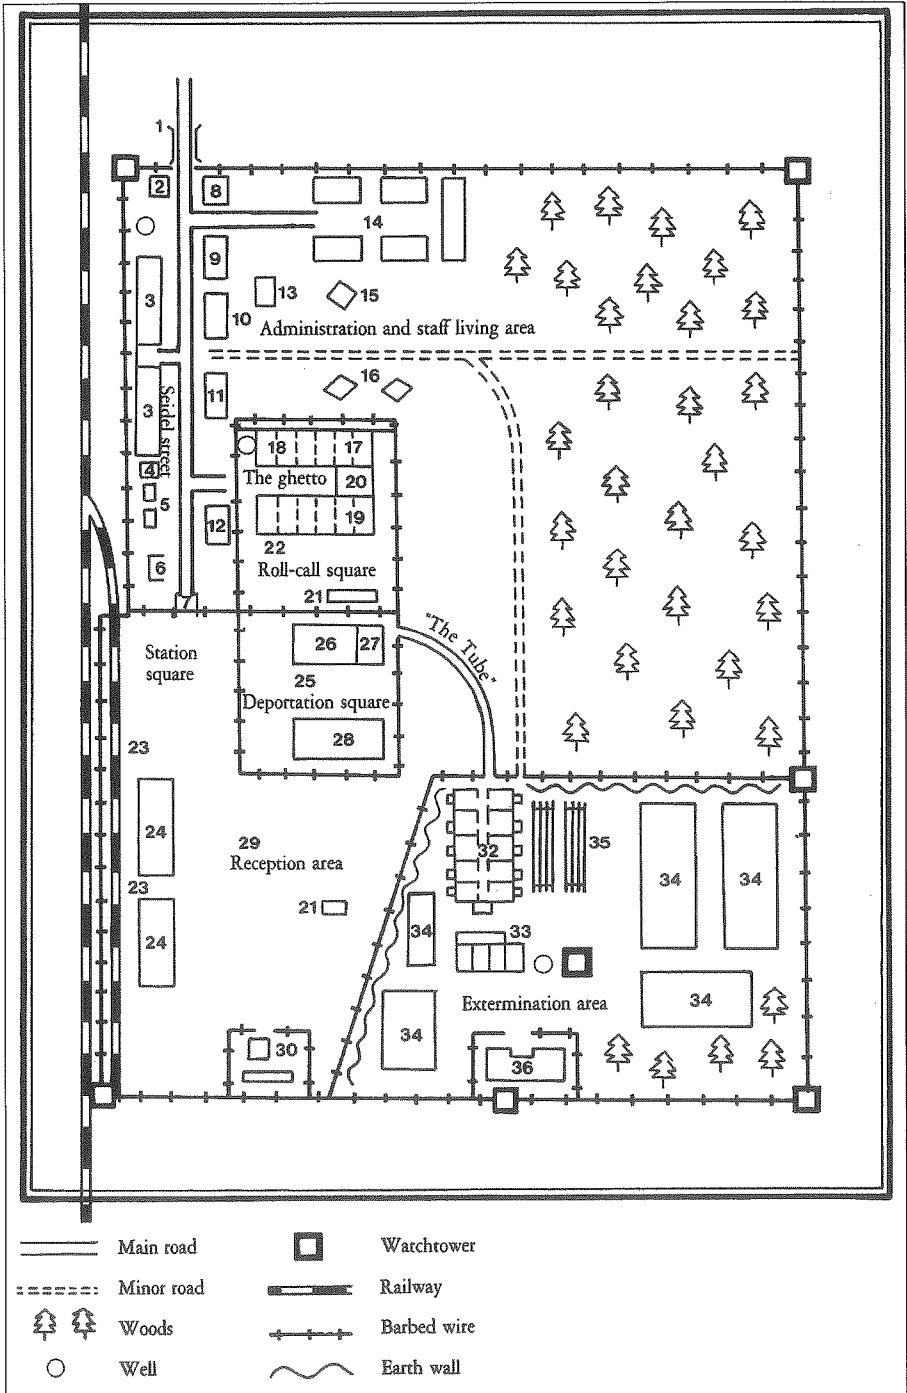 1
2
8
14
9
3
13
15
10
Administration and staff living area
16
11
3
Seidel street
18
17
4
The ghetto
20
5
19
12
22
6
Roll-call square
21
7
"The Tube"
26
27
Station
square
25
Deportation square
23
28
24
29
32
35
Reception area
34
34
23
21
34
33
24
34
Extermination area
34
30
36
Main road
Watchtower
Minor road
Railway
Woods
Barbed wire
Well
Earth wall